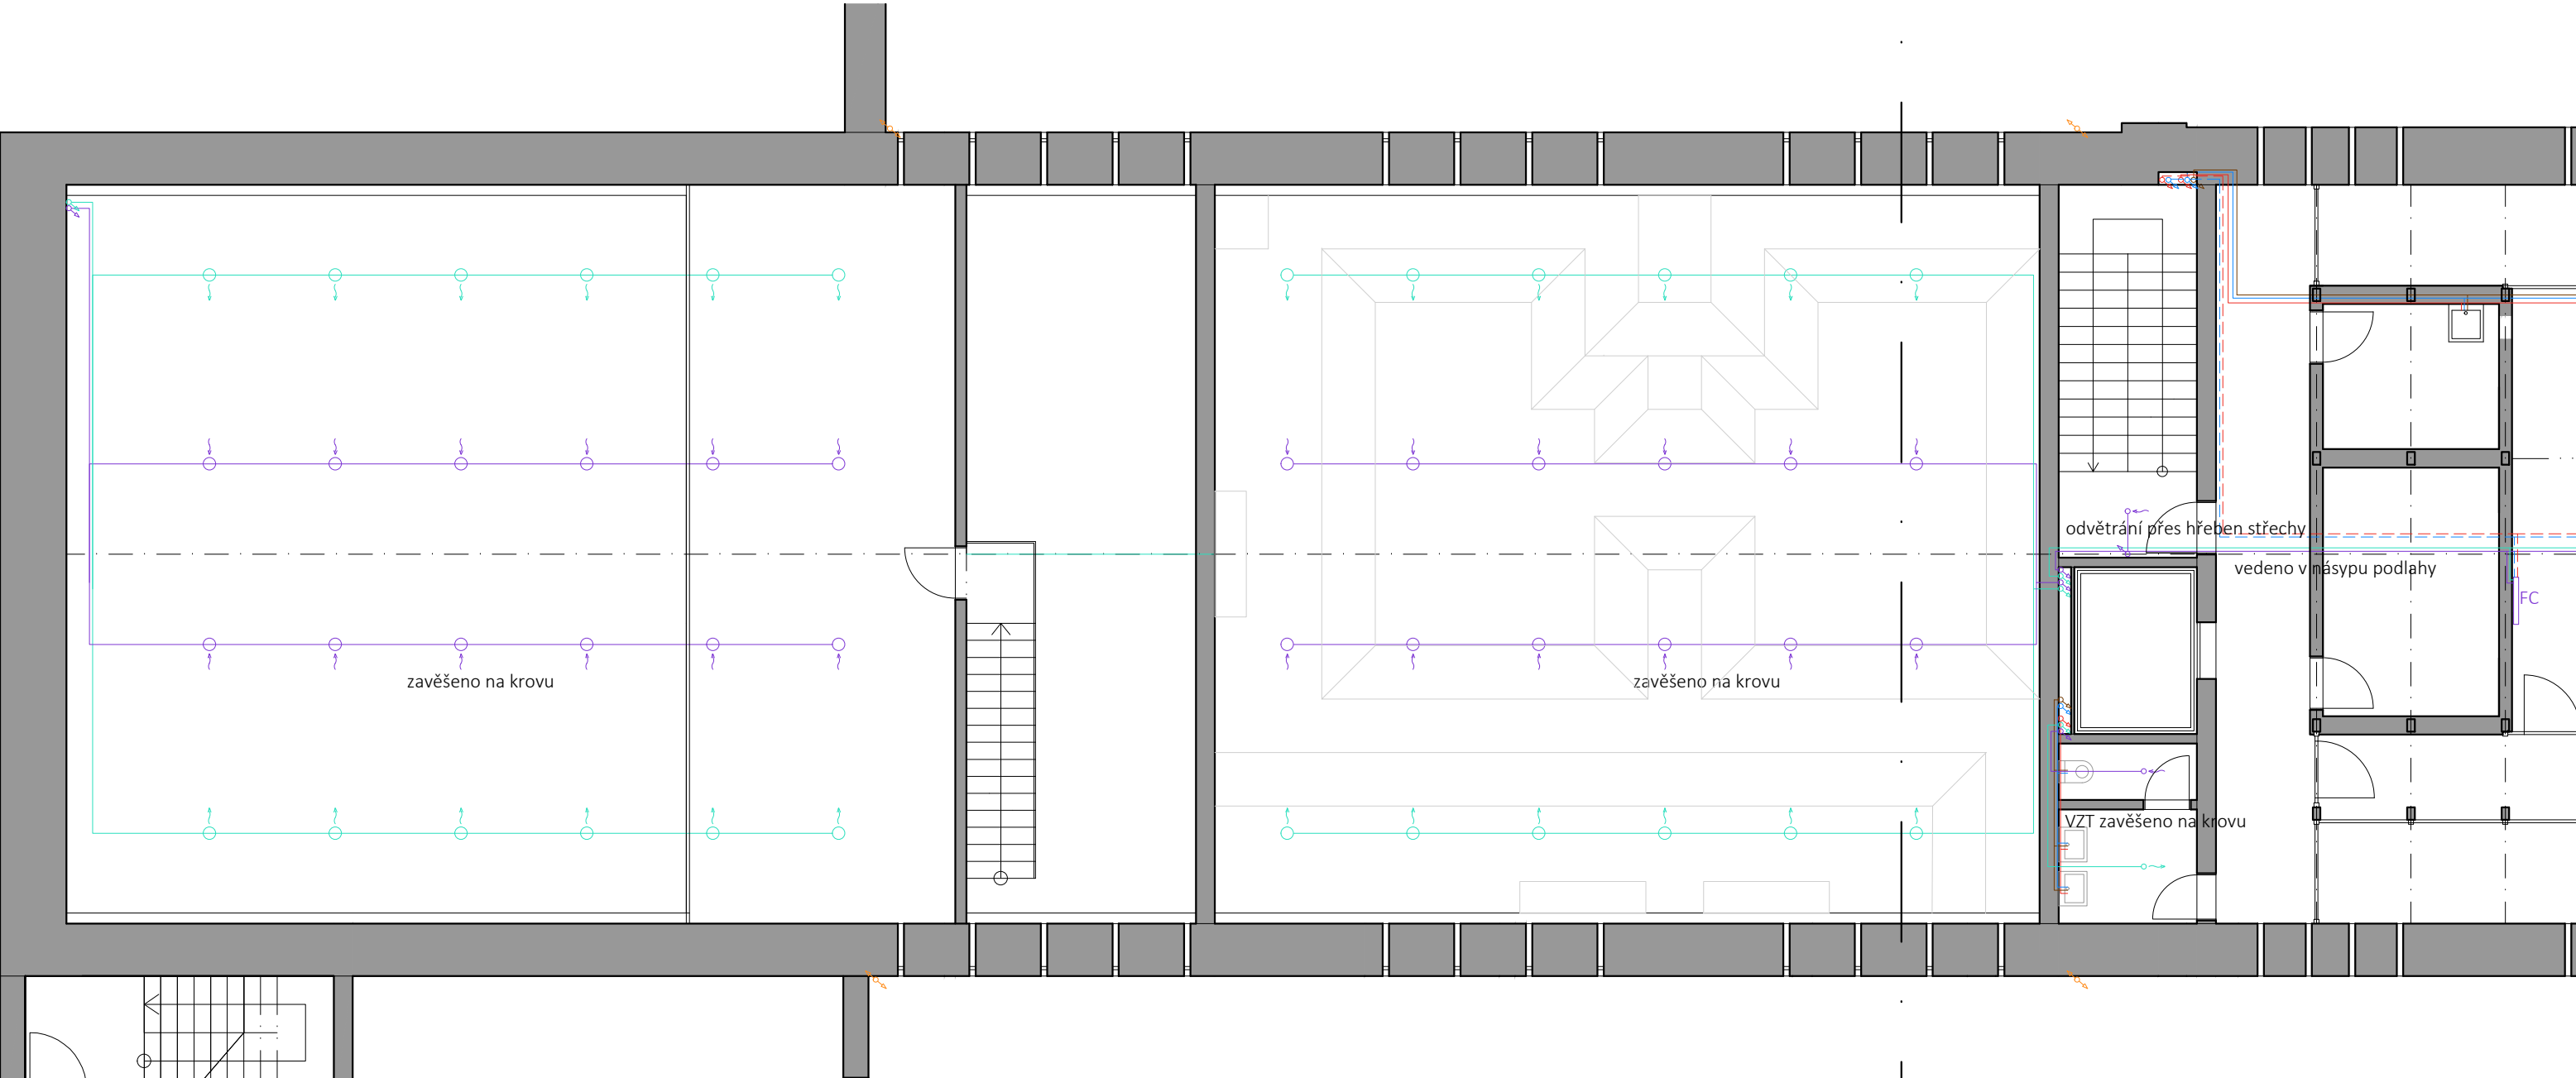 odvětrání přes hřeben střechy
vedeno v násypu podlahy
FC
zavěšeno na krovu
zavěšeno na krovu
VZT zavěšeno na krovu